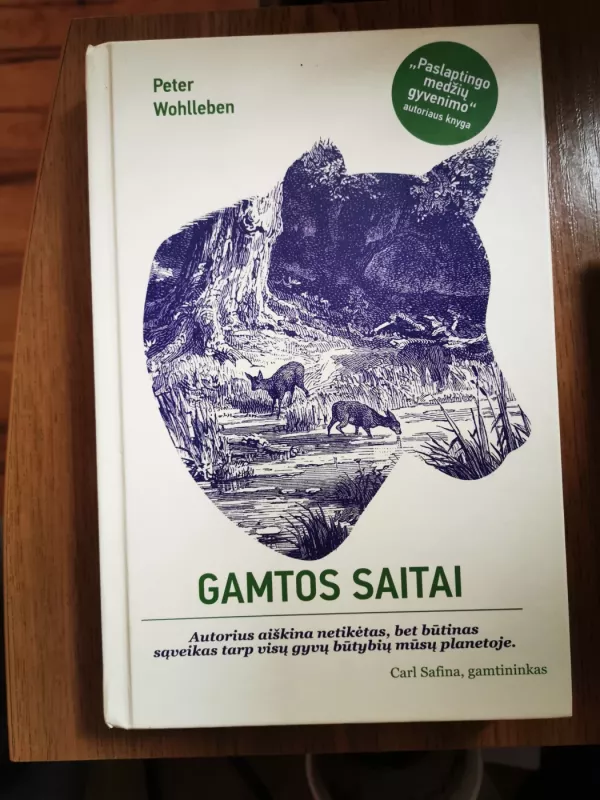 Peter
Wohlleben
„Paslaptingo
medžių
gyvenimo“
autoriaus knyga
GAMTOS SAITAI
Autorius aiškina netikėtas, bet būtinas
sąveikas tarp visų gyvų būtybių mūsų planetoje.
Carl Safina, gamtininkas